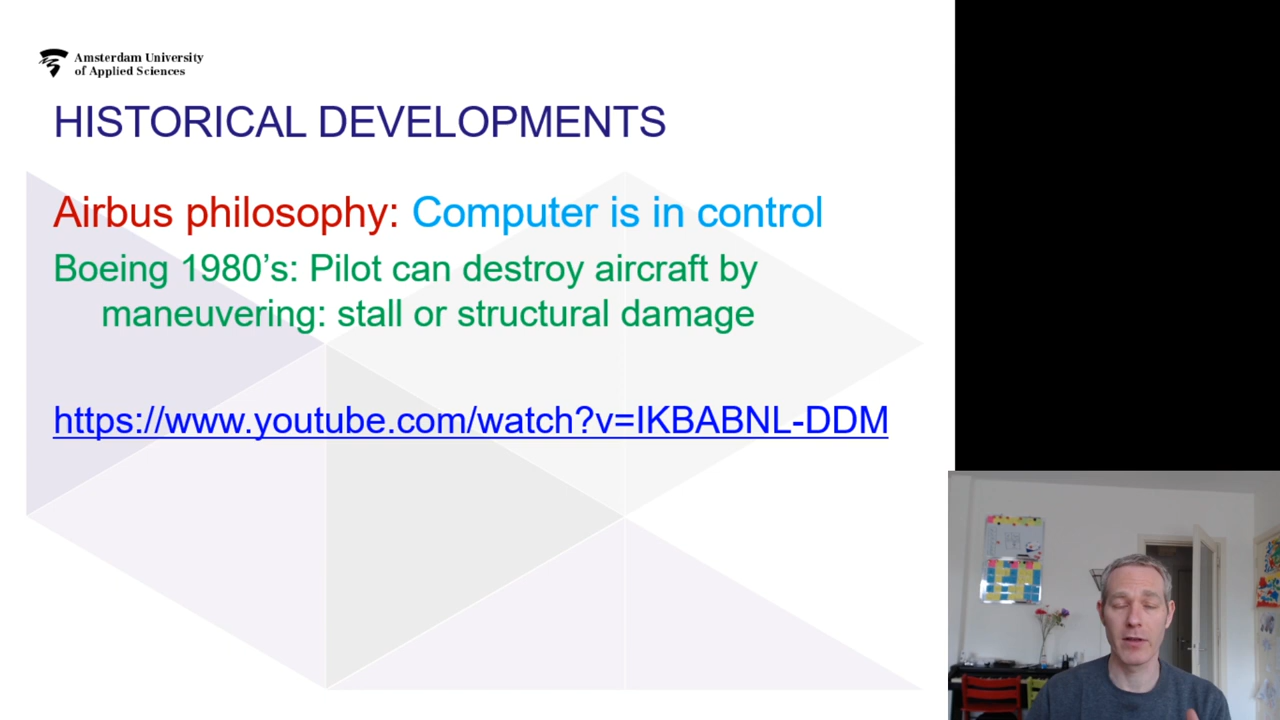 Amsterdam University
of Applied Sciences
HISTORICAL DEVELOPMENTS
Airbus philosophy: Computer is in control
Boeing 1980’s: Pilot can destroy aircraft by
maneuvering: stall or structural damage
https://www.youtube.com/watch?v=IKBABNL-DDM